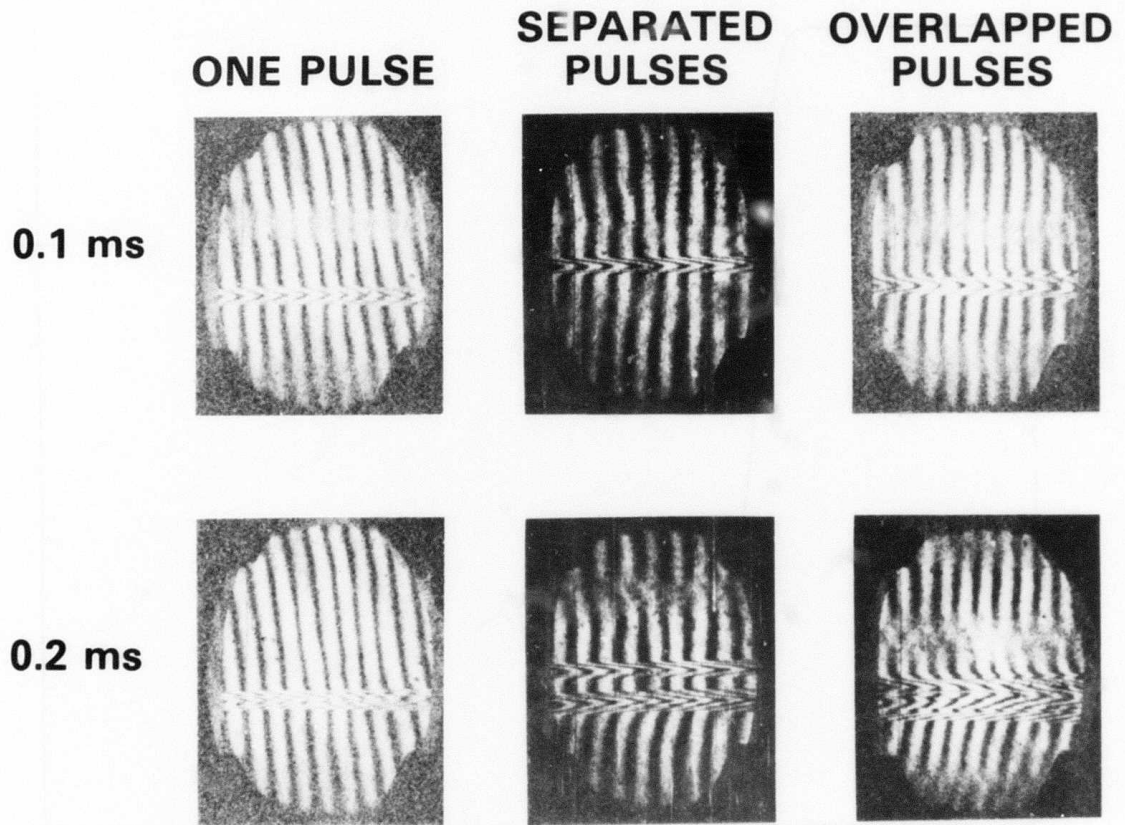 ONE PULSE
SEPARATED
PULSES
OVERLAPPED
PULSES
0.1 ms
0.2 ms